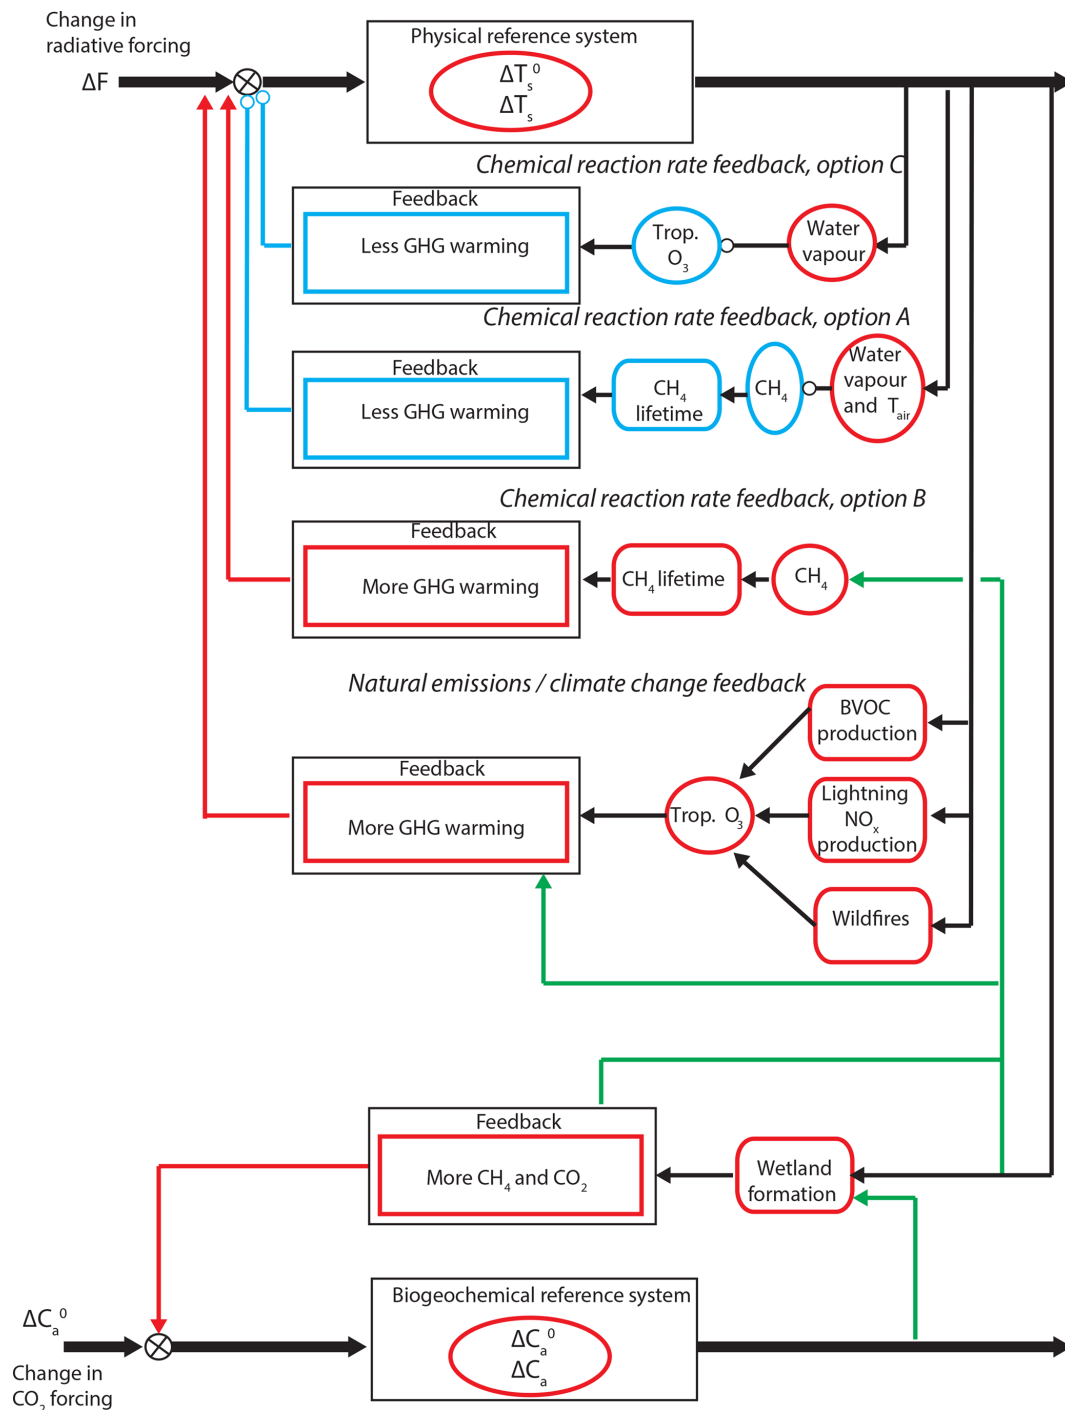 Change in
radiative forcing
ΔF
Physical reference system
ΔTₛ⁰
ΔTₛ
Chemical reaction rate feedback, option C
Feedback
Less GHG warming
Trop.
O₃
Water
vapour
Chemical reaction rate feedback, option A
Feedback
Less GHG warming
CH₄
lifetime
CH₄
Water
vapour
and T_air
Chemical reaction rate feedback, option B
Feedback
More GHG warming
CH₄ lifetime
CH₄
Natural emissions / climate change feedback
BVOC
production
Feedback
More GHG warming
Trop. O₃
Lightning
NOₓ
production
Wildfires
Feedback
More CH₄ and CO₂
Wetland
formation
Biogeochemical reference system
ΔCₐ⁰
ΔCₐ
ΔCₐ⁰
Change in
CO₂ forcing